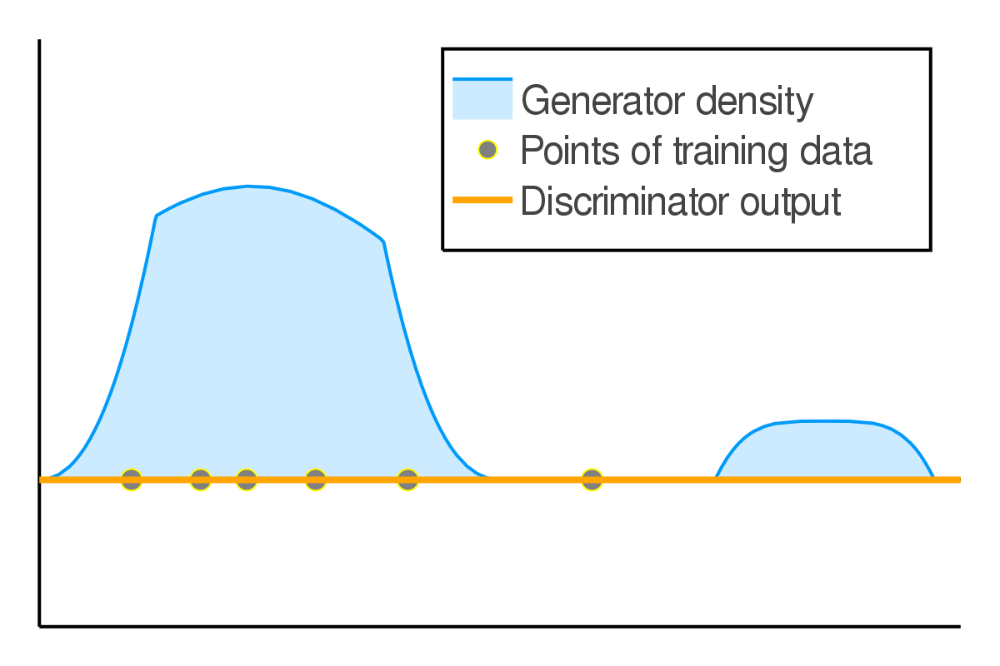 Generator density
Points of training data
Discriminator output